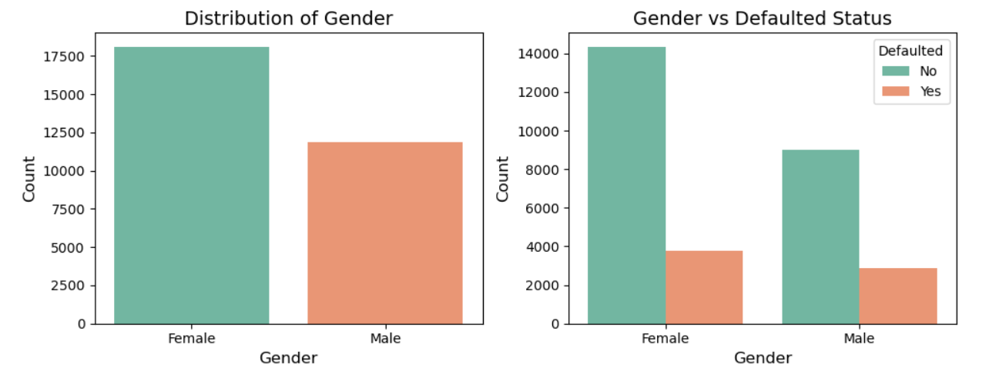 Distribution of Gender
17500
15000
12500
10000
7500
5000
2500
0
Count
Female
Male
Gender
Gender vs Defaulted Status
14000
12000
10000
8000
6000
4000
2000
0
Count
Defaulted
No
Yes
Female
Male
Gender